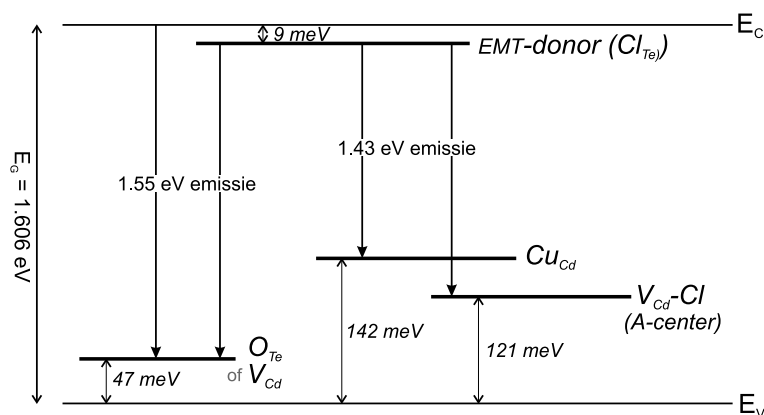 E_C
9 meV
EMT-donor (Cl_Te))
E_G = 1.606 eV
1.55 eV emissie
1.43 eV emissie
Cu_Cd
V_Cd-Cl
(A-center)
142 meV
121 meV
O_Te
of V_Cd
47 meV
E_V